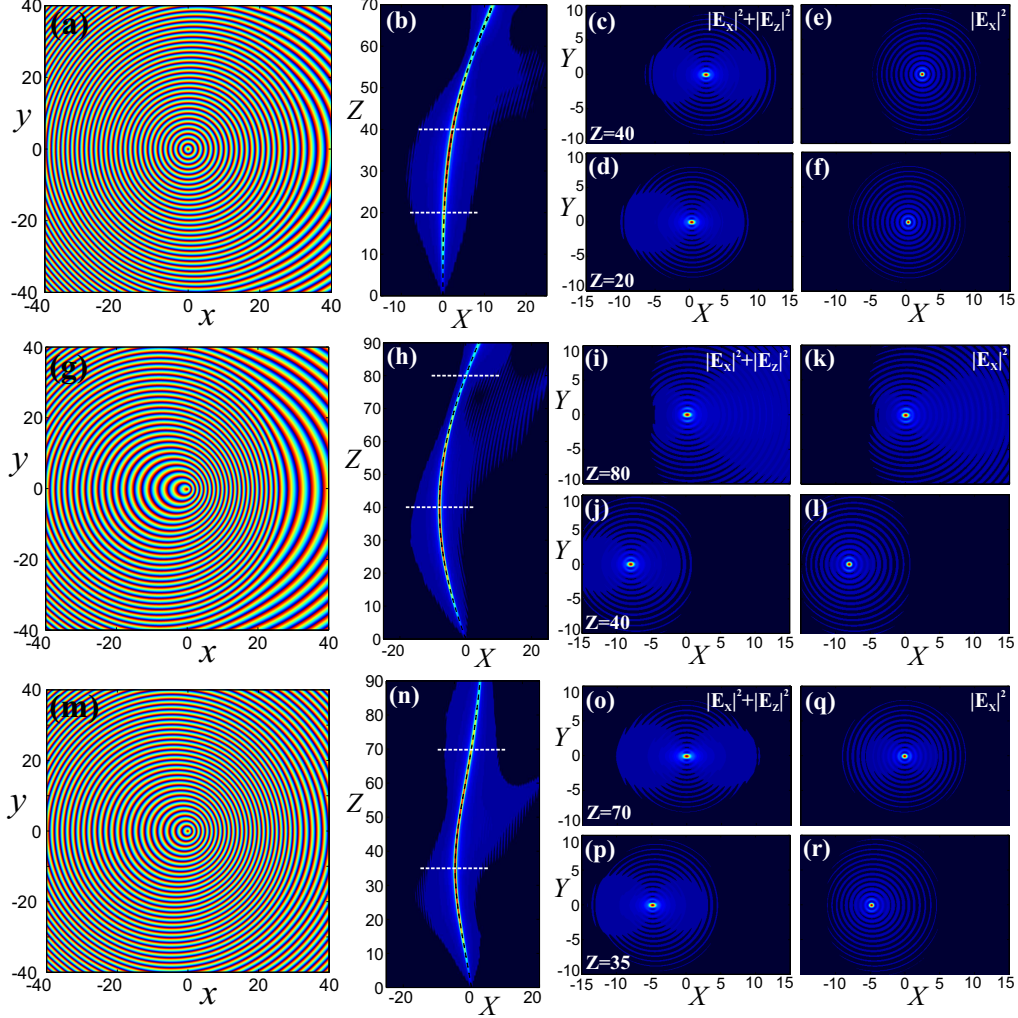 (a)
40
20
0
-20
-40
y
-40
-20
0
20
40
x
(b)
70
60
50
40
30
20
10
0
Z
-10
0
10
20
X
(c)
|Ex|²+|Ez|²
10
5
0
-5
-10
Y
Z=40
(e)
|Ex|²
(d)
10
5
0
-5
-10
Y
Z=20
-10
-5
0
5
10
15
X
(f)
-10
-5
0
5
10
15
X
(g)
40
20
0
-20
-40
y
-40
-20
0
20
40
x
(h)
90
80
70
60
50
40
30
20
10
0
Z
-20
0
20
X
(i)
|Ex|²+|Ez|²
10
5
0
-5
-10
Y
Z=80
(k)
|Ex|²
(j)
10
5
0
-5
-10
Y
Z=40
-15
-10
-5
0
5
10
15
X
(l)
-10
-5
0
5
10
15
X
(m)
40
20
0
-20
-40
y
-40
-20
0
20
40
x
(n)
90
80
70
60
50
40
30
20
10
0
Z
-20
0
20
X
(o)
|Ex|²+|Ez|²
10
5
0
-5
-10
Y
Z=70
(q)
|Ex|²
(p)
10
5
0
-5
-10
Y
Z=35
-15
-10
-5
0
5
10
15
X
(r)
-10
-5
0
5
10
15
X